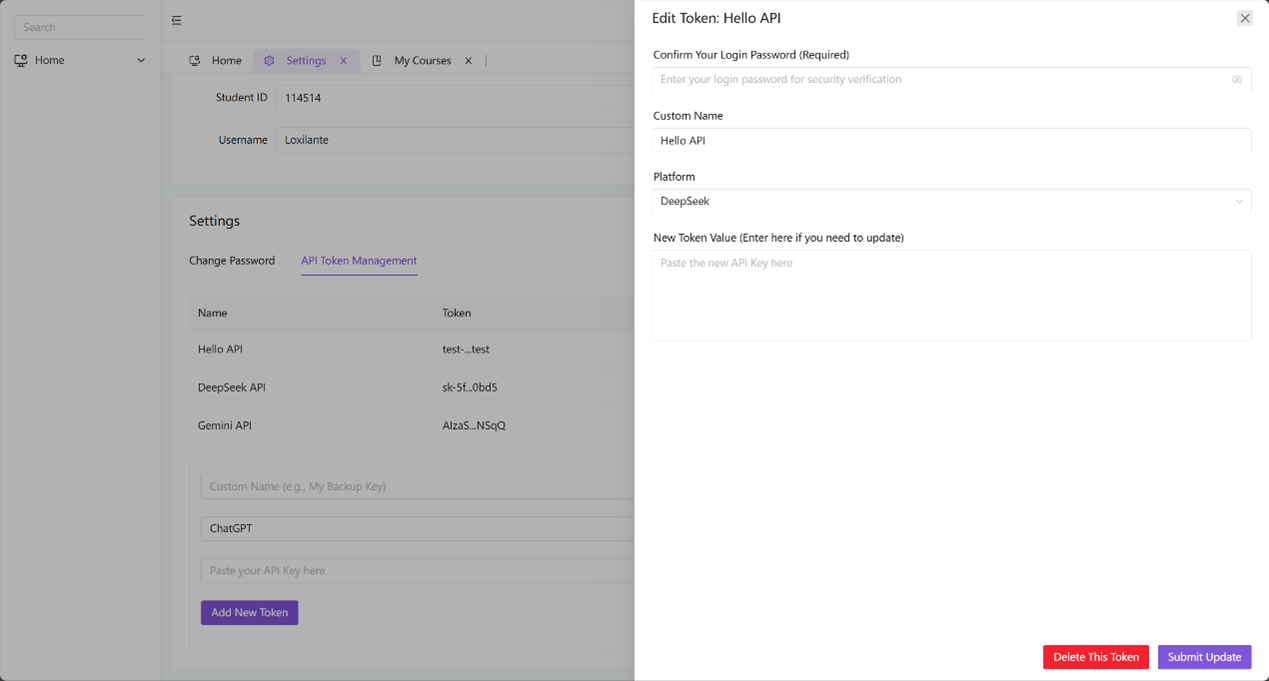 Search
Home
Home
Settings
My Courses
Student ID
114514
Username
Loxilante
Settings
Change Password
API Token Management
Name
Token
Hello API
test-...test
DeepSeek API
sk-5f...0bd5
Gemini API
AIzaS...NSqQ
Custom Name (e.g., My Backup Key)
ChatGPT
Paste your API Key here
Add New Token
Edit Token: Hello API
Confirm Your Login Password (Required)
Enter your login password for security verification
Custom Name
Hello API
Platform
DeepSeek
New Token Value (Enter here if you need to update)
Paste the new API Key here
Delete This Token
Submit Update